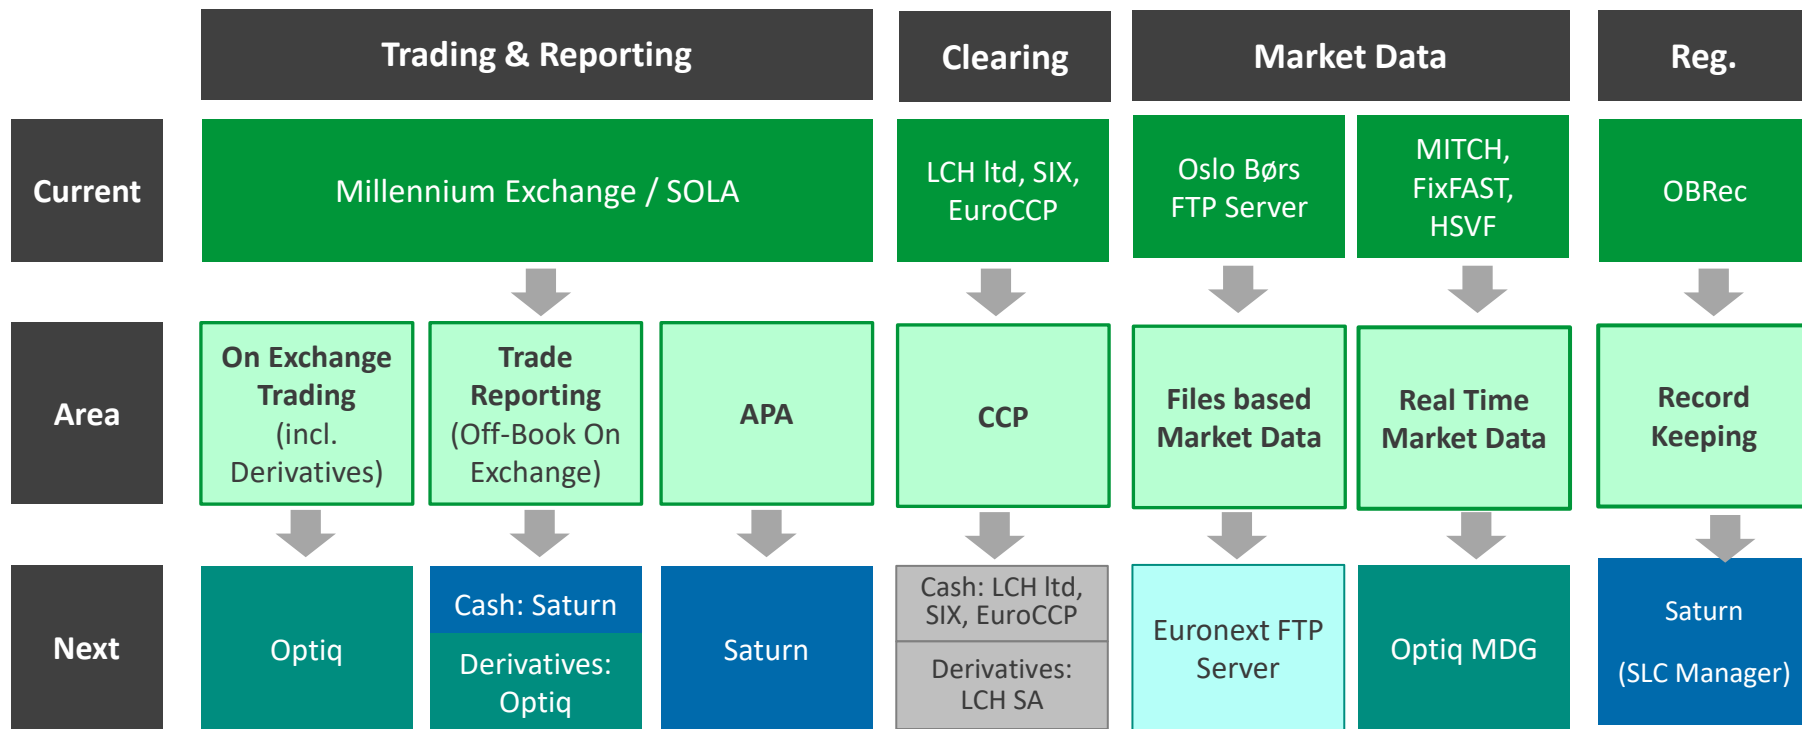 Trading & Reporting
Clearing
Market Data
Reg.
Current
Millennium Exchange / SOLA
LCH ltd, SIX,
EuroCCP
Oslo Børs
FTP Server
MITCH,
FixFAST,
HSVF
OBRec
Area
On Exchange
Trading
(incl.
Derivatives)
Trade
Reporting
(Off-Book On
Exchange)
APA
CCP
Files based
Market Data
Real Time
Market Data
Record
Keeping
Next
Optiq
Cash: Saturn
Derivatives:
Optiq
Saturn
Cash: LCH ltd,
SIX, EuroCCP
Derivatives:
LCH SA
Euronext FTP
Server
Optiq MDG
Saturn
(SLC Manager)